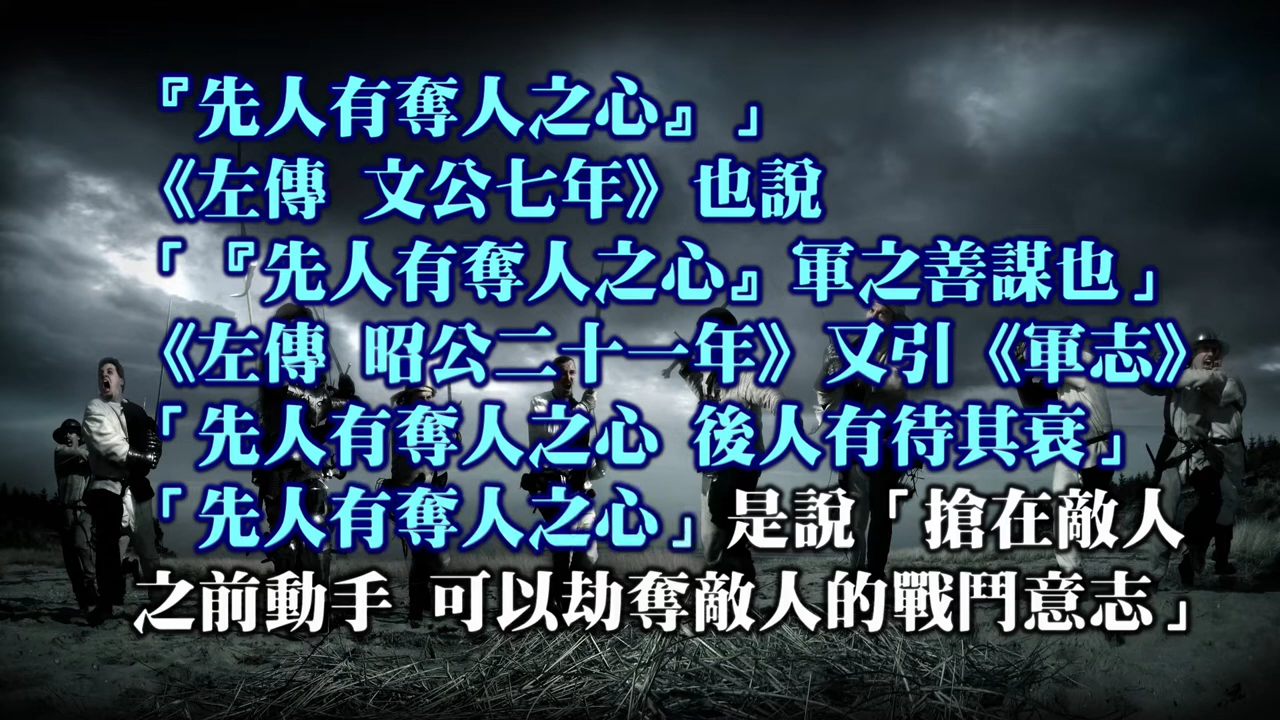 『先人有奪人之心』」
《左傳 文公七年》也說
「『先人有奪人之心』軍之善謀也」
《左傳 昭公二十一年》又引《軍志》
「先人有奪人之心 後人有待其衰」
「先人有奪人之心」是說「搶在敵人
之前動手 可以劫奪敵人的戰鬥意志」